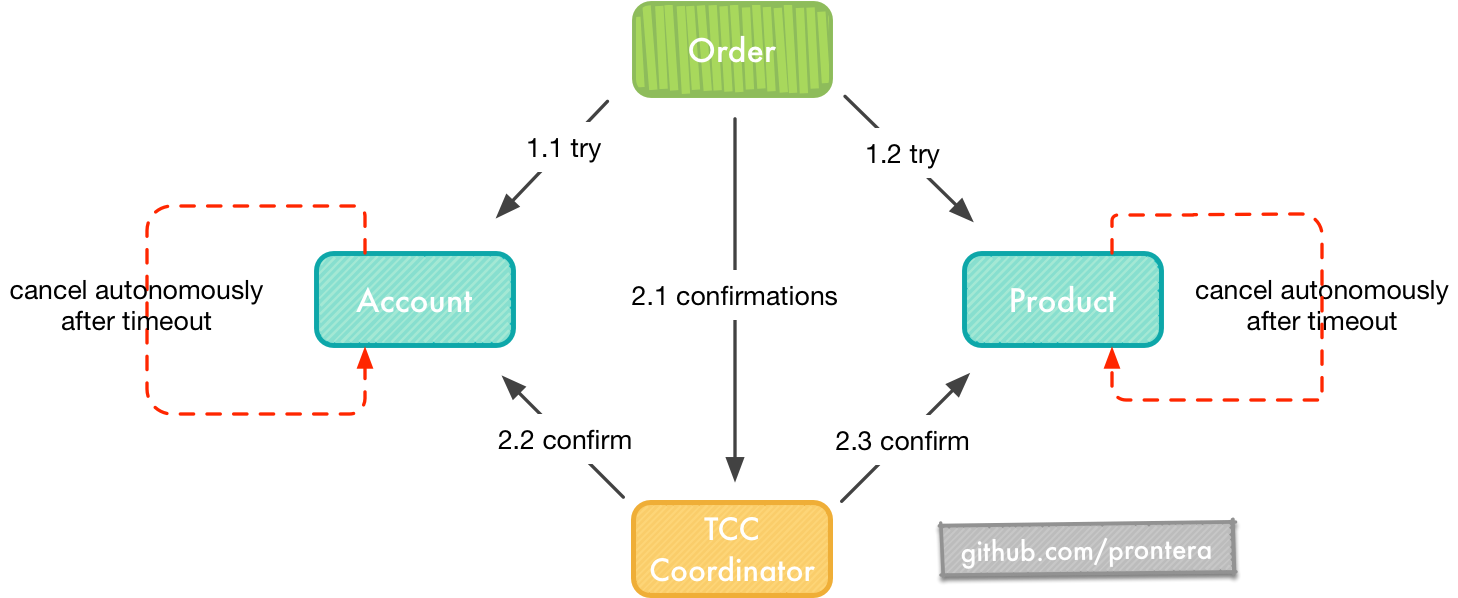 Order
1.1 try
1.2 try
cancel autonomously
after timeout
Account
2.1 confirmations
Product
cancel autonomously
after timeout
2.2 confirm
2.3 confirm
TCC
Coordinator
github.com/prontera